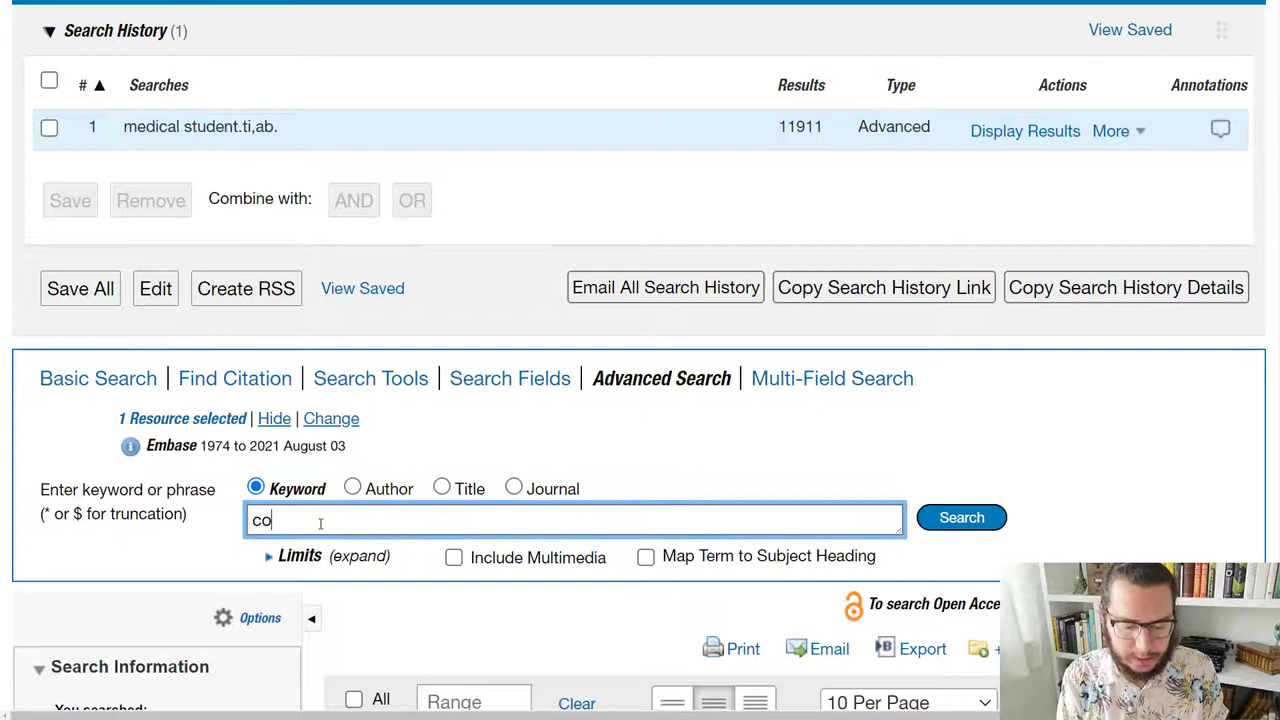 ▼ Search History (1) View Saved
# ▲ Searches Results Type Actions Annotations
1 medical student.ti,ab. 11911 Advanced Display Results More ▼
Save Remove Combine with: AND OR
Save All Edit Create RSS View Saved Email All Search History Copy Search History Link Copy Search History Details
Basic Search | Find Citation | Search Tools | Search Fields | Advanced Search | Multi-Field Search
1 Resource selected | Hide | Change
Embase 1974 to 2021 August 03
Enter keyword or phrase
(* or $ for truncation)
Keyword Author Title Journal
co
Search
Limits (expand) Include Multimedia Map Term to Subject Heading
Options
To search Open Acce
Print Email Export +
Search Information
All Range Clear 10 Per Page
You searched: